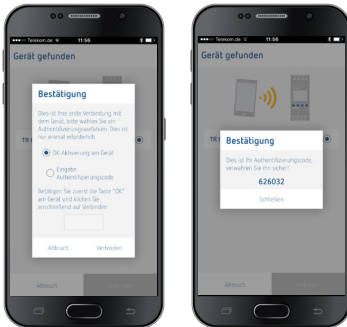 Telekom.de
11:56
Gerät gefunden
Bestätigung
Dies ist Ihre erste Verbindung mit
dem Gerät, bitte wählen Sie ein
Authentifizierungsverfahren. Dies ist
nur einmal erforderlich.
OK-Aktivierung am Gerät
Eingabe
Authentifizierungscode
Betätigen Sie zuerst die Taste "OK"
am Gerät und klicken Sie
anschließend auf Verbinden
Abbruch Verbinden
Abbruch
Telekom.de
11:56
Gerät gefunden
TR
Bestätigung
Dies ist Ihr Authentifizierungscode,
verwahren Sie ihn sicher!
626032
Schließen
Abbruch